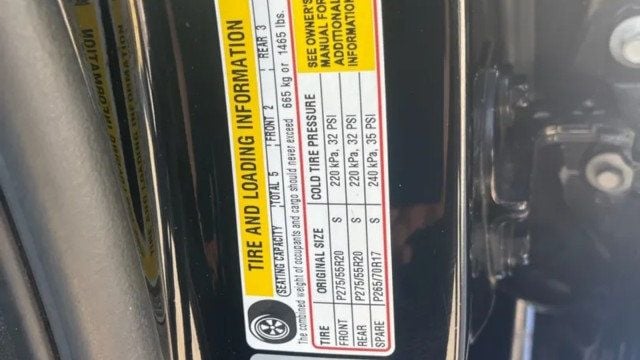 TIRE AND LOADING INFORMATION
SEATING CAPACITY TOTAL 5 FRONT 2 REAR 3
The combined weight of occupants and cargo should never exceed 665 kg or 1465 lbs.
TIRE ORIGINAL SIZE COLD TIRE PRESSURE
FRONT P275/55R20 S 220 kPa, 32 PSI
REAR P275/55R20 S 220 kPa, 32 PSI
SPARE P265/70R17 S 240 kPa, 35 PSI
SEE OWNER'S
MANUAL FOR
ADDITIONAL
INFORMATION